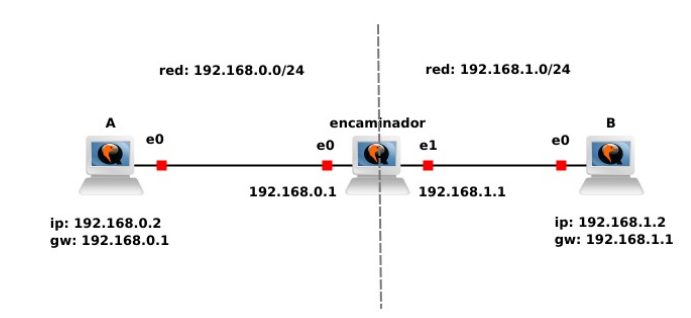 red: 192.168.0.0/24
red: 192.168.1.0/24
A
encaminador
B
e0
e0
e1
e0
192.168.0.1
192.168.1.1
ip: 192.168.0.2
gw: 192.168.0.1
ip: 192.168.1.2
gw: 192.168.1.1